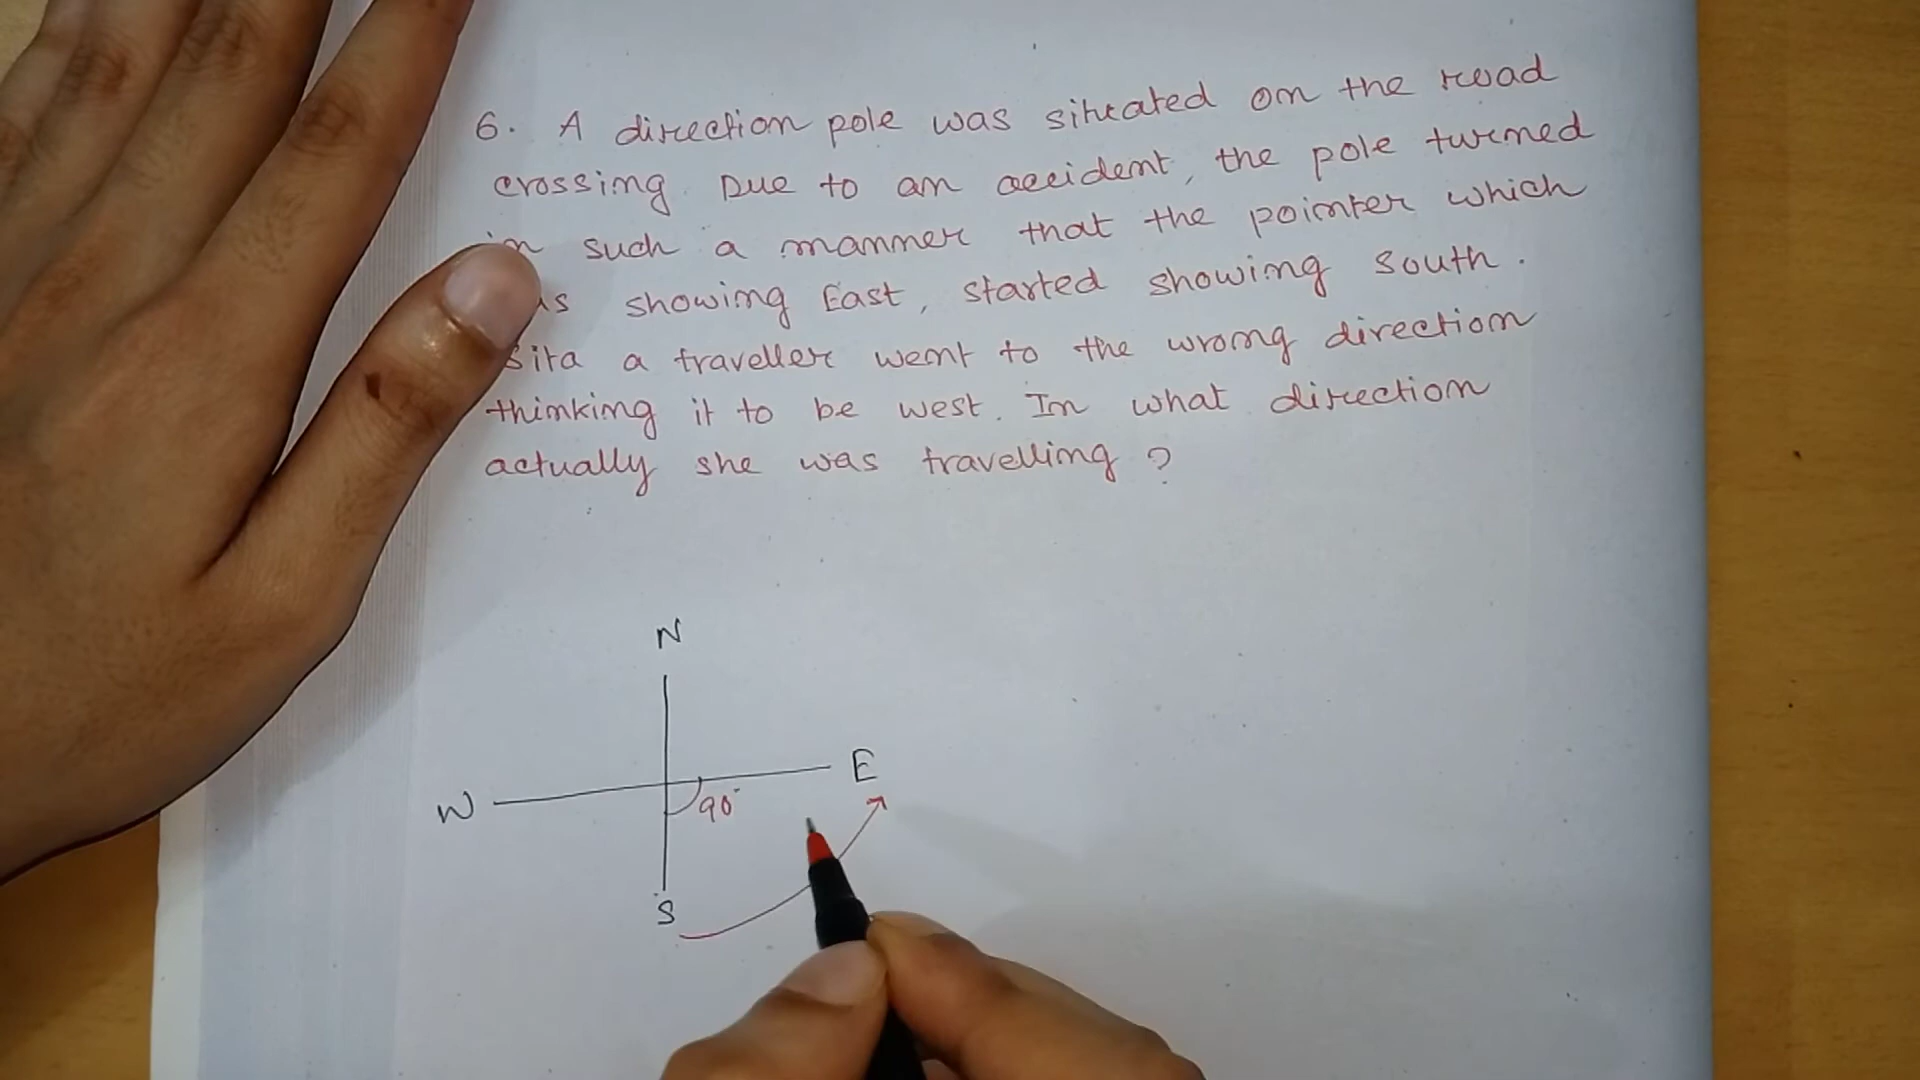 6. A direction pole was situated on the road
crossing. Due to an accident, the pole turned
in such a manner that the pointer which
showing East, started showing south.
Sita a traveller went to the wrong direction
thinking it to be west. In what direction
actually she was travelling ?
N
E
W
90°
S